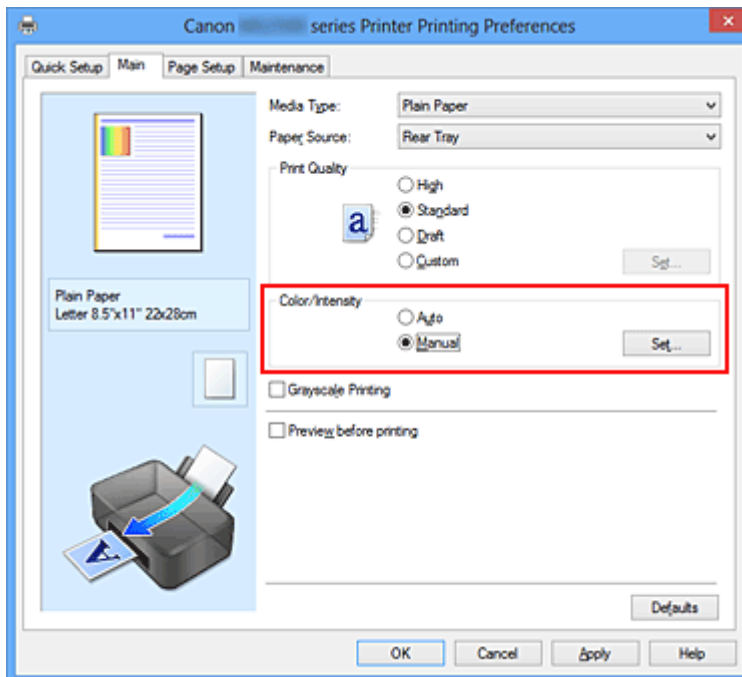 Canon series Printer Printing Preferences
Quick Setup Main Page Setup Maintenance
Media Type: Plain Paper
Paper Source: Rear Tray
Print Quality
High
a Standard
Draft
Custom Set...
Plain Paper
Letter 8.5"x11" 22x28cm
Color/Intensity
Auto
Manual Set...
Grayscale Printing
Preview before printing
A
Defaults
OK Cancel Apply Help